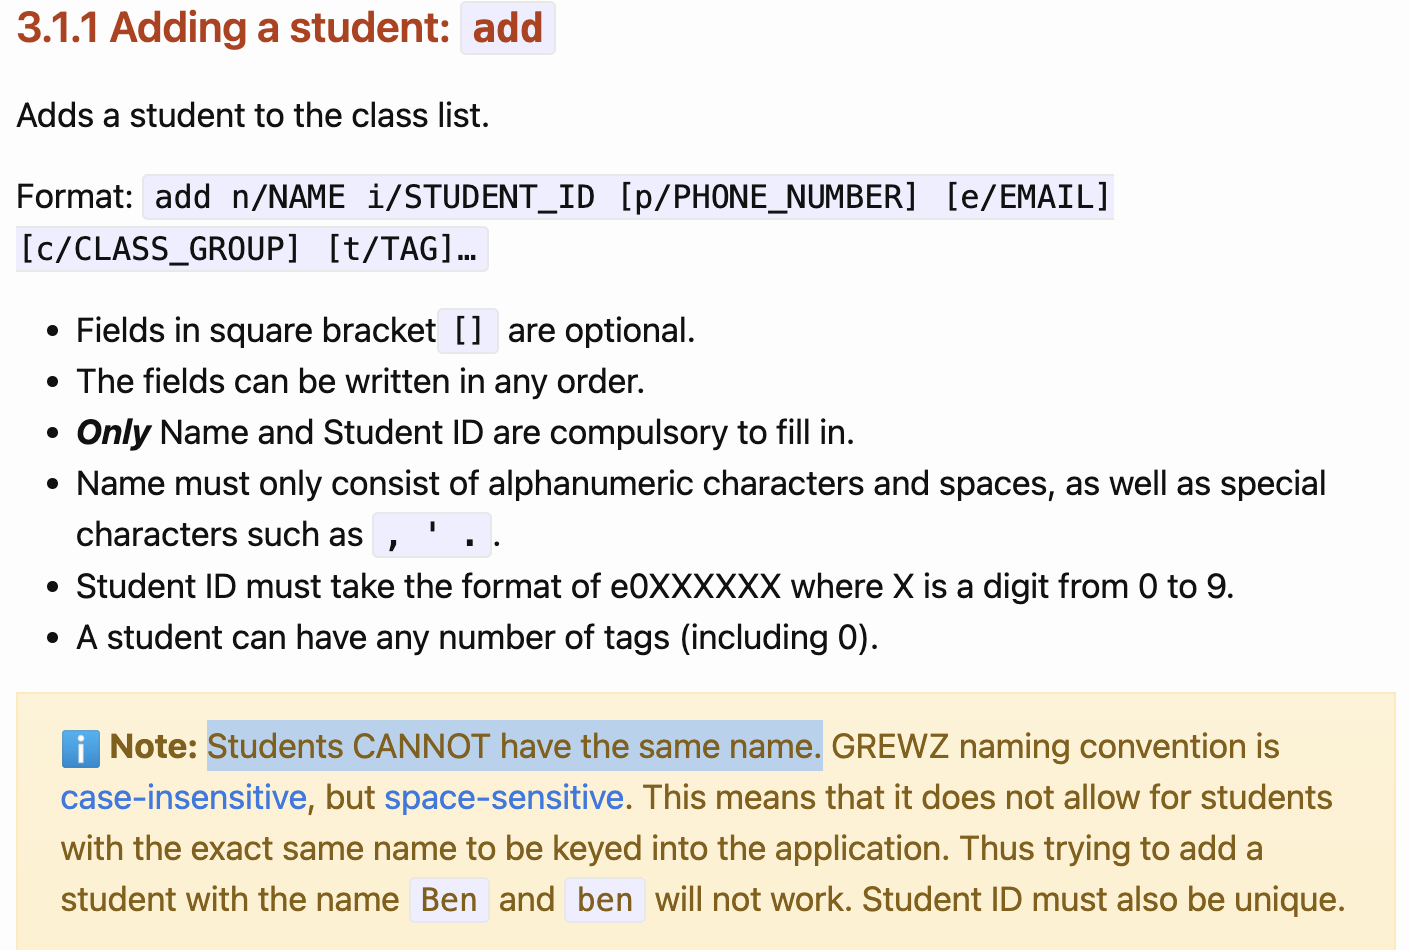 3.1.1 Adding a student: add
Adds a student to the class list.
Format: add n/NAME i/STUDENT_ID [p/PHONE_NUMBER] [e/EMAIL]
[c/CLASS_GROUP] [t/TAG]…
• Fields in square bracket [] are optional.
• The fields can be written in any order.
• Only Name and Student ID are compulsory to fill in.
• Name must only consist of alphanumeric characters and spaces, as well as special
characters such as , ' . .
• Student ID must take the format of e0XXXXXX where X is a digit from 0 to 9.
• A student can have any number of tags (including 0).
ℹ️ Note: Students CANNOT have the same name. GREWZ naming convention is
case-insensitive, but space-sensitive. This means that it does not allow for students
with the exact same name to be keyed into the application. Thus trying to add a
student with the name Ben and ben will not work. Student ID must also be unique.